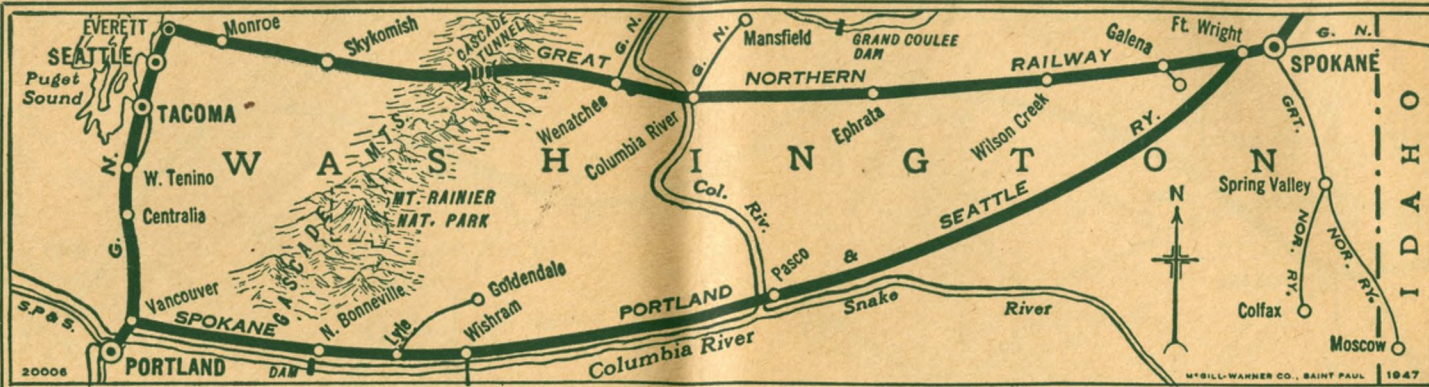 EVERETT
Monroe
SEATTLE
Skykomish
Puget
Sound
TACOMA
CASCADE
TUNNEL
GREAT
G. N.
G. N.
Mansfield
GRAND COULEE
DAM
NORTHERN
RAILWAY
Galena
Ft. Wright
SPOKANE
G. N.
Wenatchee
Columbia River
Ephrata
Wilson Creek
RY.
GRT.
IDAHO
G. N.
W. Tenino
Centralia
WASHINGTON
CASCADE MTS
MT. RAINIER
NAT. PARK
Col. Riv.
SEATTLE
N
Spring Valley
NOR. RY.
NOR. RY.
Colfax
Moscow
Vancouver
S.P.& S.
PORTLAND
SPOKANE
N. Bonneville
DAM
Lyle
Goldendale
Wishram
PORTLAND
&
Pasco
Snake River
Columbia River
20006
McGILL-WARNER CO., SAINT PAUL
1947